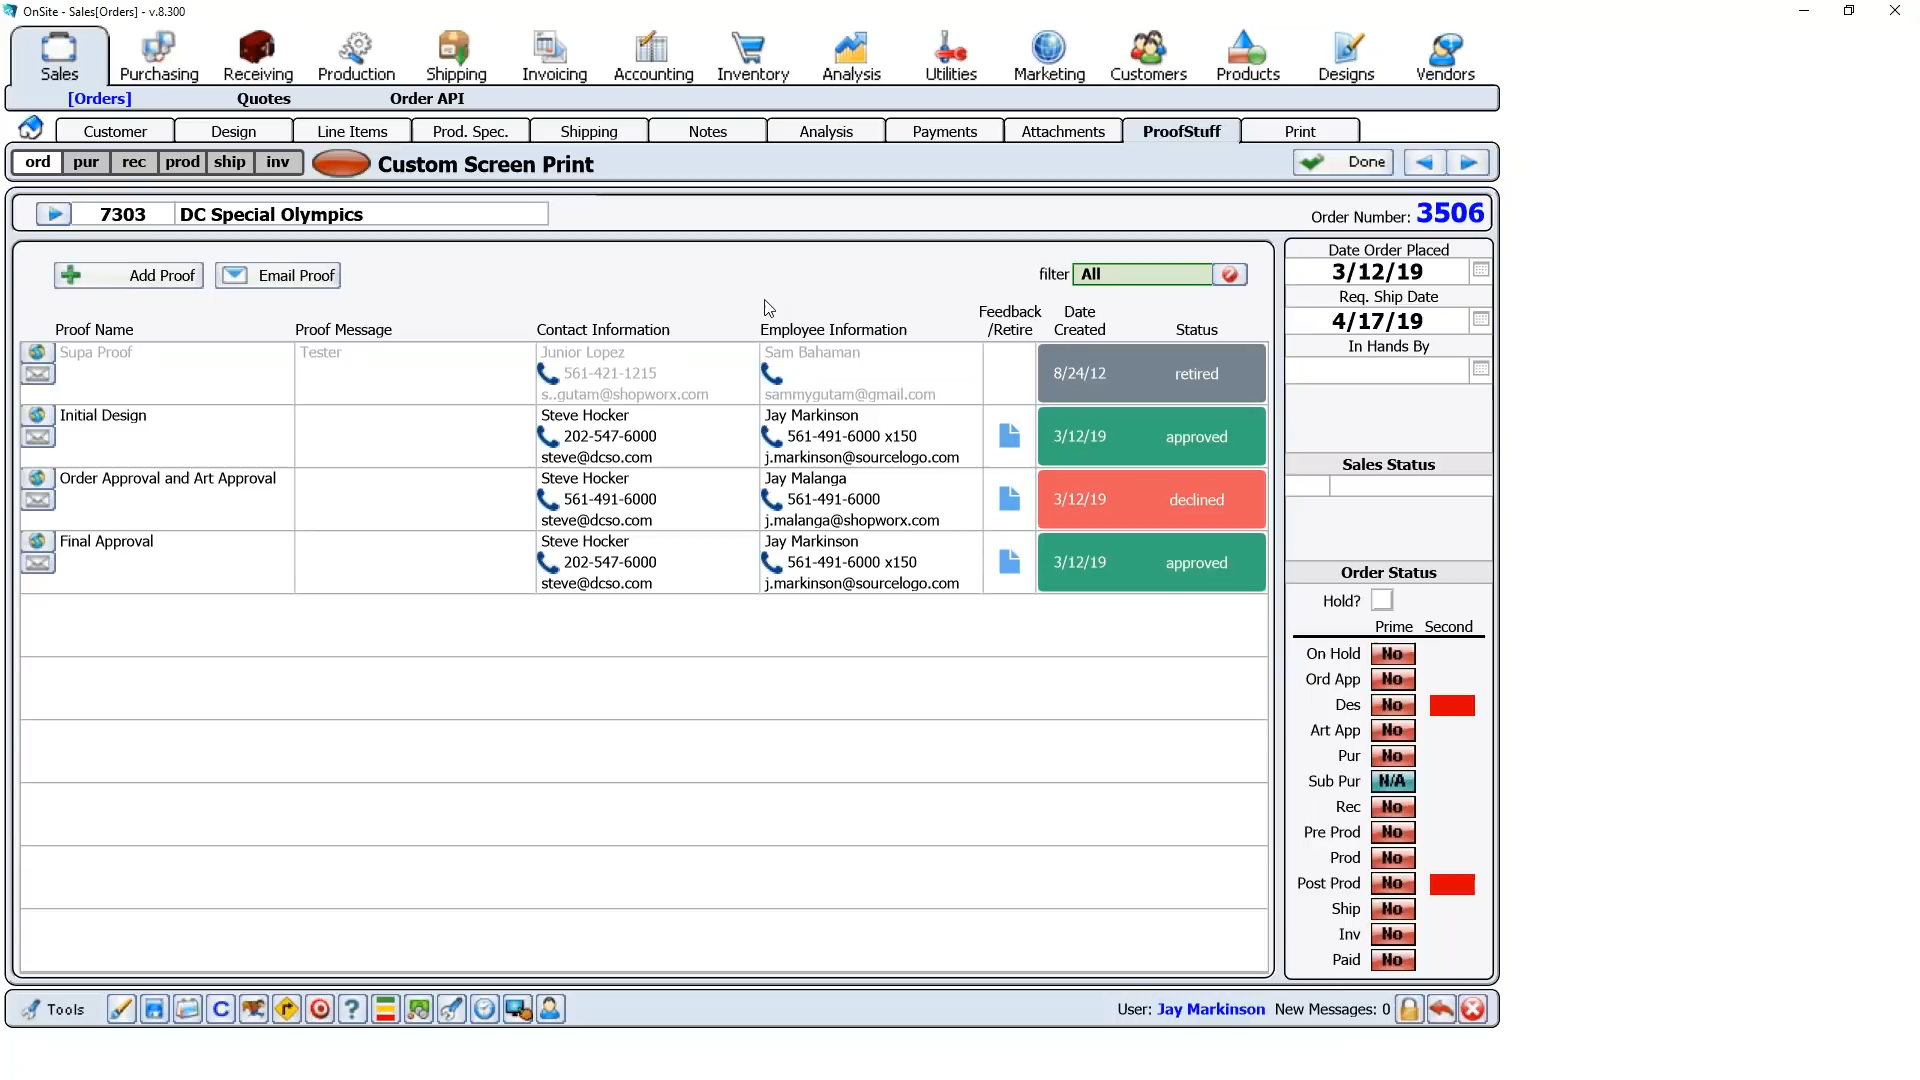 OnSite - Sales[Orders] - v.8.300
Sales Purchasing Receiving Production Shipping Invoicing Accounting Inventory Analysis Utilities Marketing Customers Products Designs Vendors
[Orders] Quotes Order API
Customer Design Line Items Prod. Spec. Shipping Notes Analysis Payments Attachments ProofStuff Print
ord pur rec prod ship inv Custom Screen Print Done
7303 DC Special Olympics Order Number: 3506
Add Proof Email Proof filter All
Proof Name Proof Message Contact Information Employee Information Feedback /Retire Date Created Status
Supa Proof Tester Junior Lopez Sam Bahaman
561-421-1215 8/24/12 retired
s..gutam@shopworx.com sammygutam@gmail.com
Initial Design Steve Hocker Jay Markinson
202-547-6000 561-491-6000 x150 3/12/19 approved
steve@dcso.com j.markinson@sourcelogo.com
Order Approval and Art Approval Steve Hocker Jay Malanga
561-491-6000 561-491-6000 3/12/19 declined
steve@dcso.com j.malanga@shopworx.com
Final Approval Steve Hocker Jay Markinson
202-547-6000 561-491-6000 x150 3/12/19 approved
steve@dcso.com j.markinson@sourcelogo.com
Date Order Placed
3/12/19
Req. Ship Date
4/17/19
In Hands By
Sales Status
Order Status
Hold?
Prime Second
On Hold No
Ord App No
Des No
Art App No
Pur No
Sub Pur N/A
Rec No
Pre Prod No
Prod No
Post Prod No
Ship No
Inv No
Paid No
Tools C ? User: Jay Markinson New Messages: 0